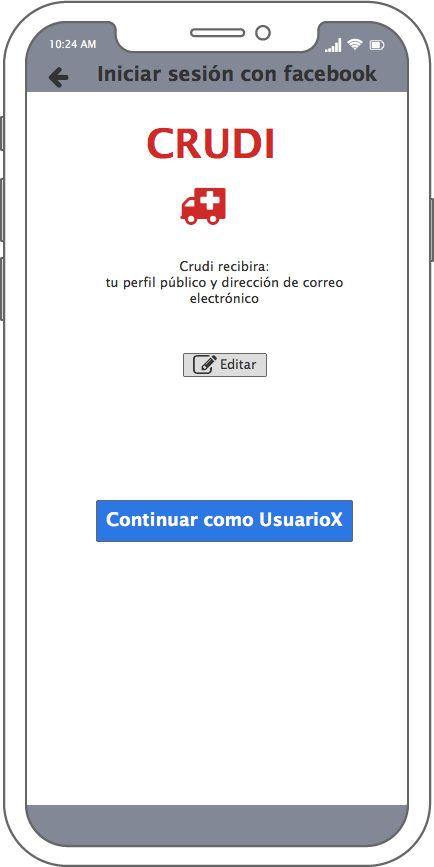 10:24 AM
Iniciar sesión con facebook
CRUDI
Crudi recibira:
tu perfil público y dirección de correo
electrónico
Editar
Continuar como UsuarioX